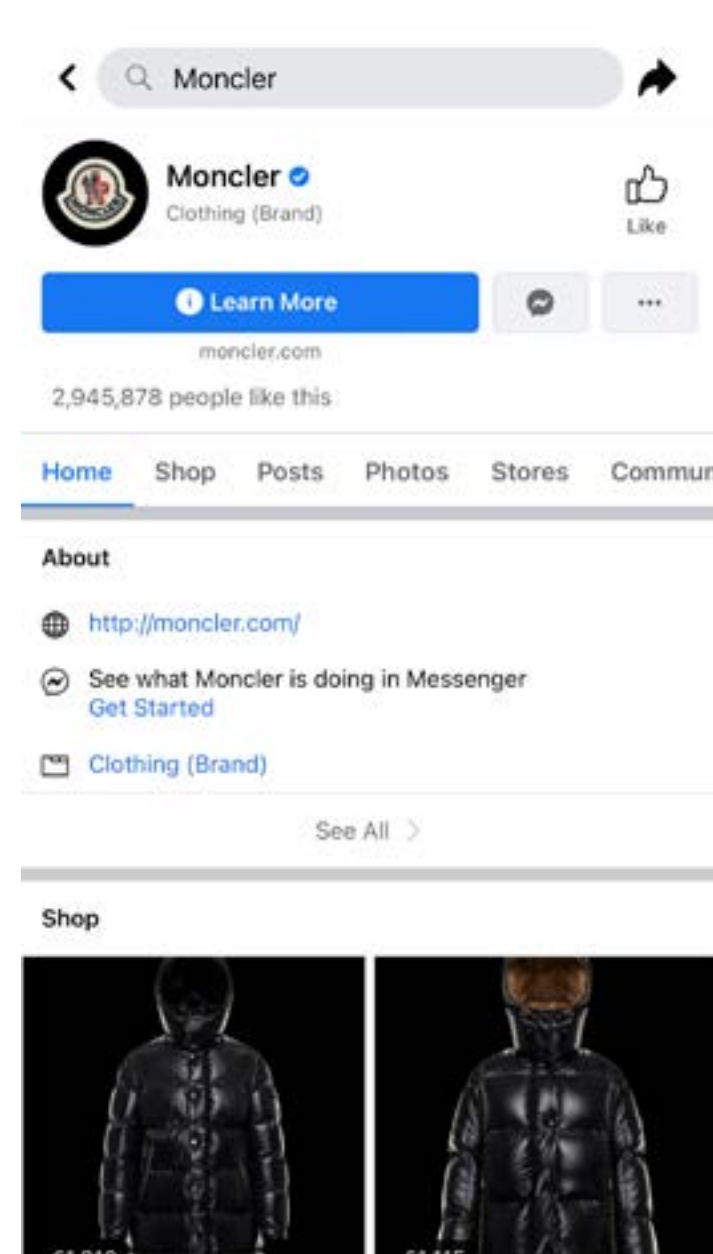 Moncler
Moncler
Clothing (Brand)
MONCLER
Like
Learn More
moncler.com
2,945,878 people like this
Home Shop Posts Photos Stores Commun
About
http://moncler.com/
See what Moncler is doing in Messenger
Get Started
Clothing (Brand)
See All
Shop